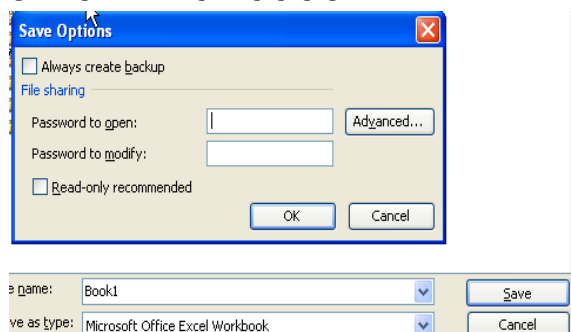 Save Options
Always create backup
File sharing
Password to open:
Advanced...
Password to modify:
Read-only recommended
OK Cancel
name: Book1 Save
as type: Microsoft Office Excel Workbook Cancel